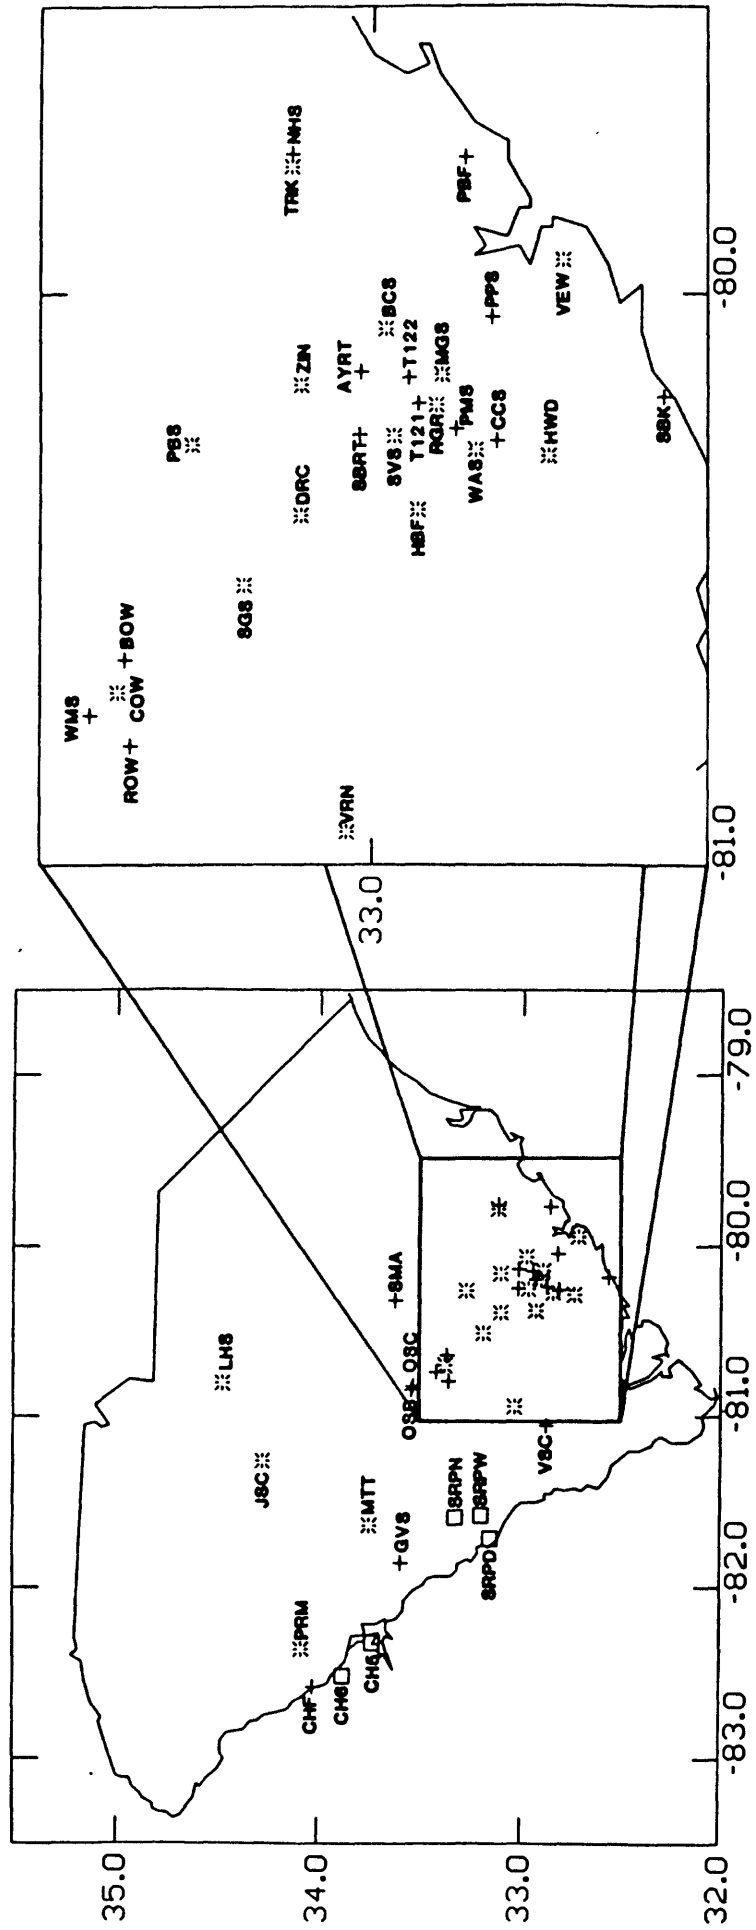 35.0
34.0
33.0
32.0
-83.0
-82.0
-81.0
-80.0
-79.0
LHS
JSC
PRM
MTT
GVS
CHF
CH6
CH5
SRPN
SRPW
SRPD
SMA
OSB
OSC
VSC
33.0
-81.0
-80.0
WMS
ROW
COW
BOW
VRN
SGS
PBS
DRC
ZIN
TRK
NHS
SBRT
AYRT
BCS
SVS
T121
T122
HBF
RGR
MGS
PMS
WAS
CCS
PPS
PBF
HWD
VEW
SBK